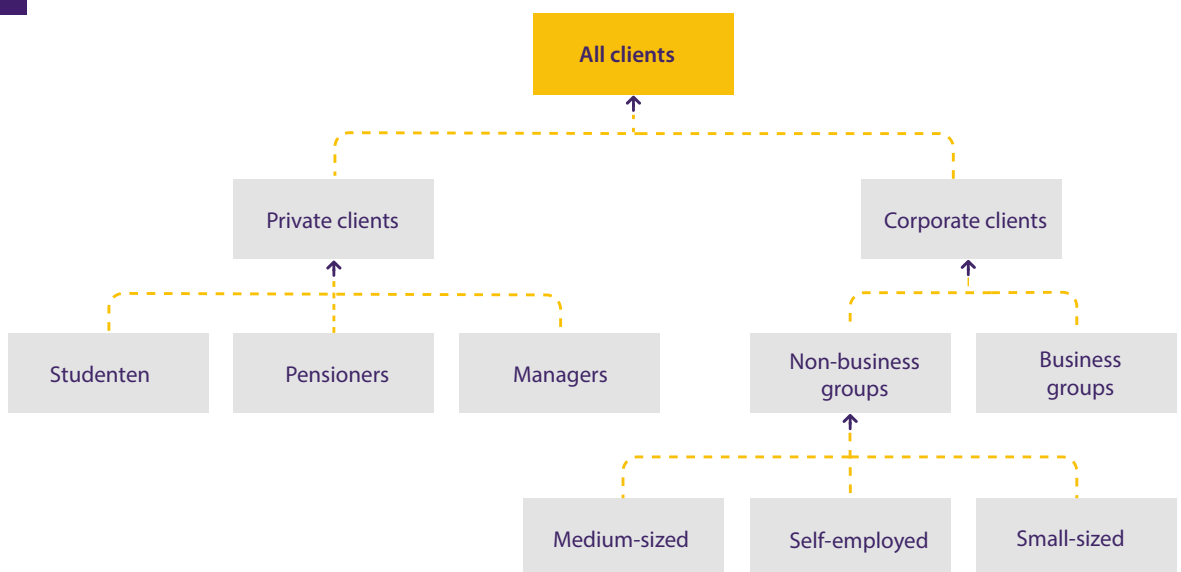 All clients
Private clients
Corporate clients
Studenten
Pensioners
Managers
Non-business
groups
Business
groups
Medium-sized
Self-employed
Small-sized